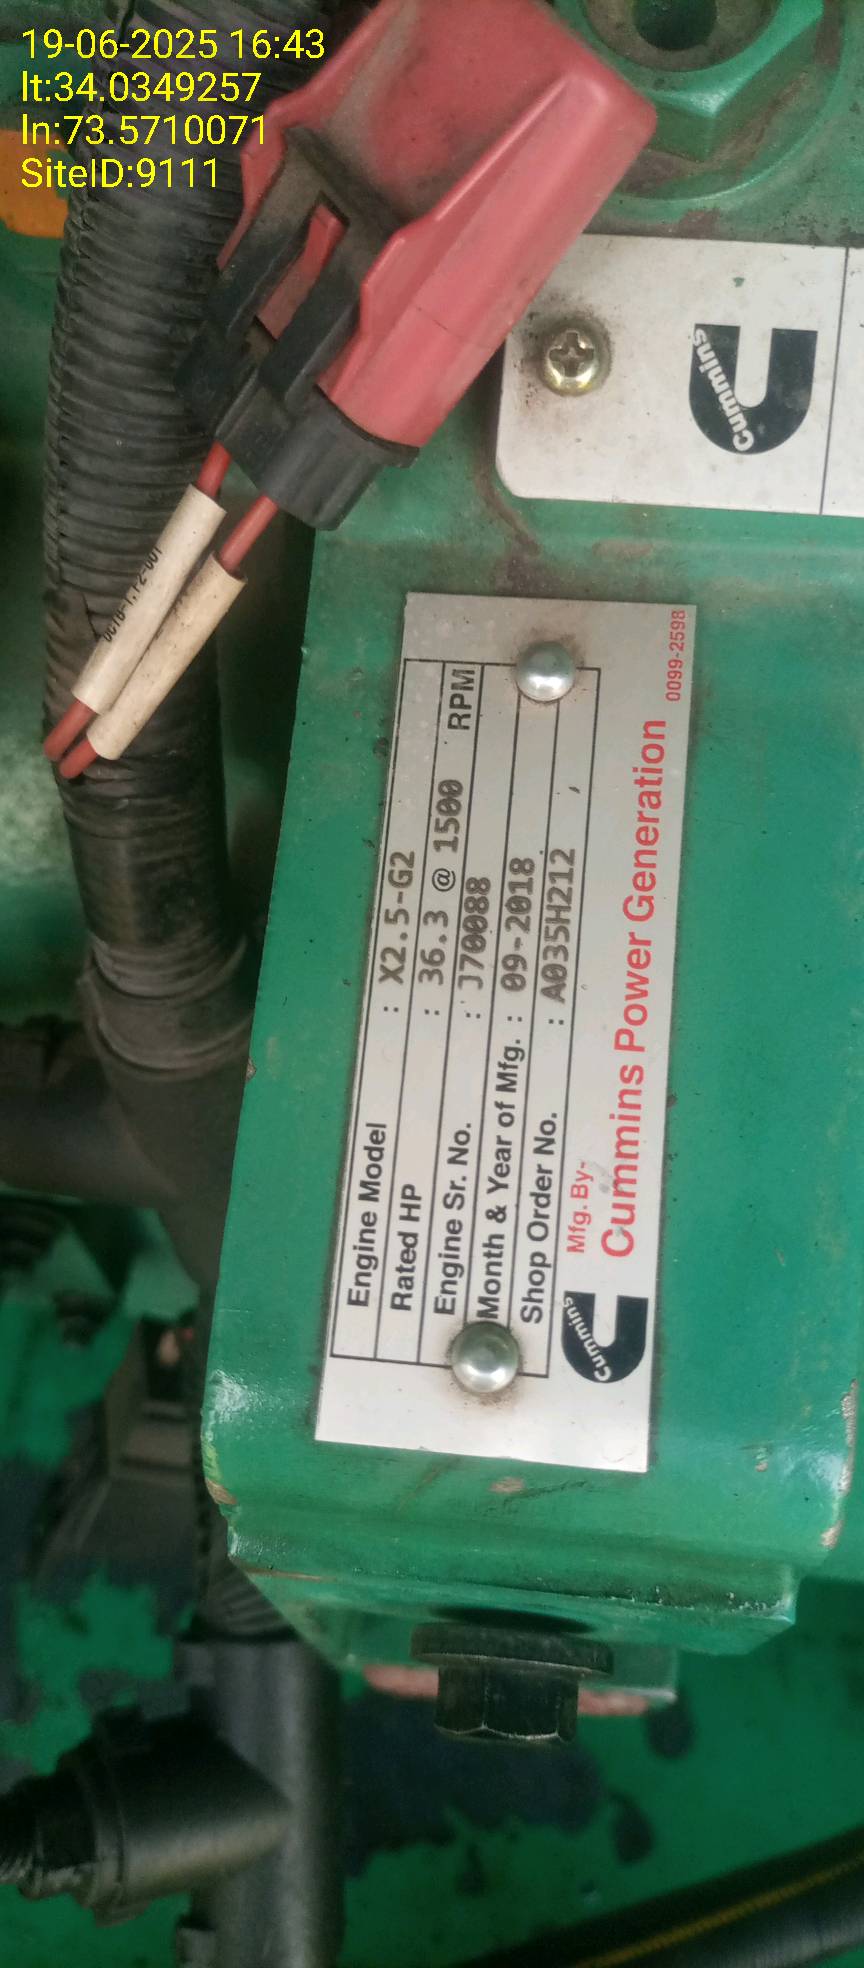 19-06-2025 16:43
lt:34.0349257
ln:73.5710071
SiteID:9111
Cummins
Engine Model : X2.5-G2
Rated HP : 36.3 @ 1500 RPM
Engine Sr. No. : J70088
Month & Year of Mfg. : 09-2018
Shop Order No. : A035H212
Mfg. By-
Cummins Power Generation
0099-2598
Cummins